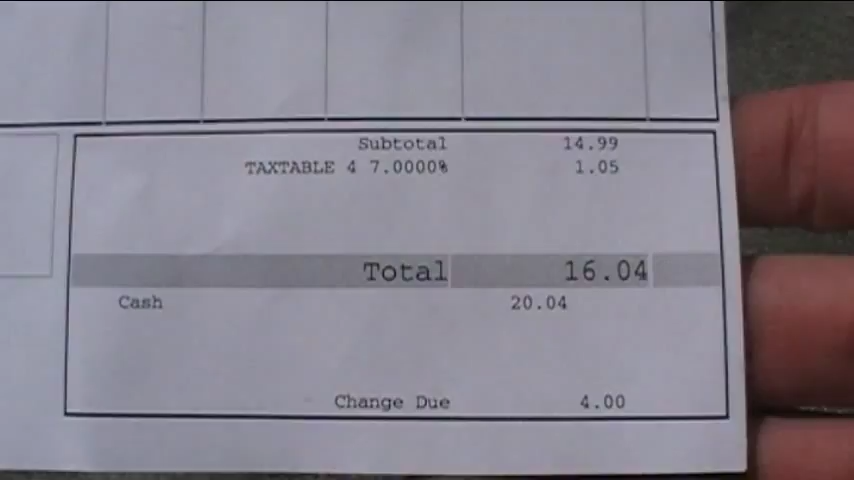 Subtotal 14.99
TAXTABLE 4 7.0000% 1.05
Total 16.04
Cash 20.04
Change Due 4.00